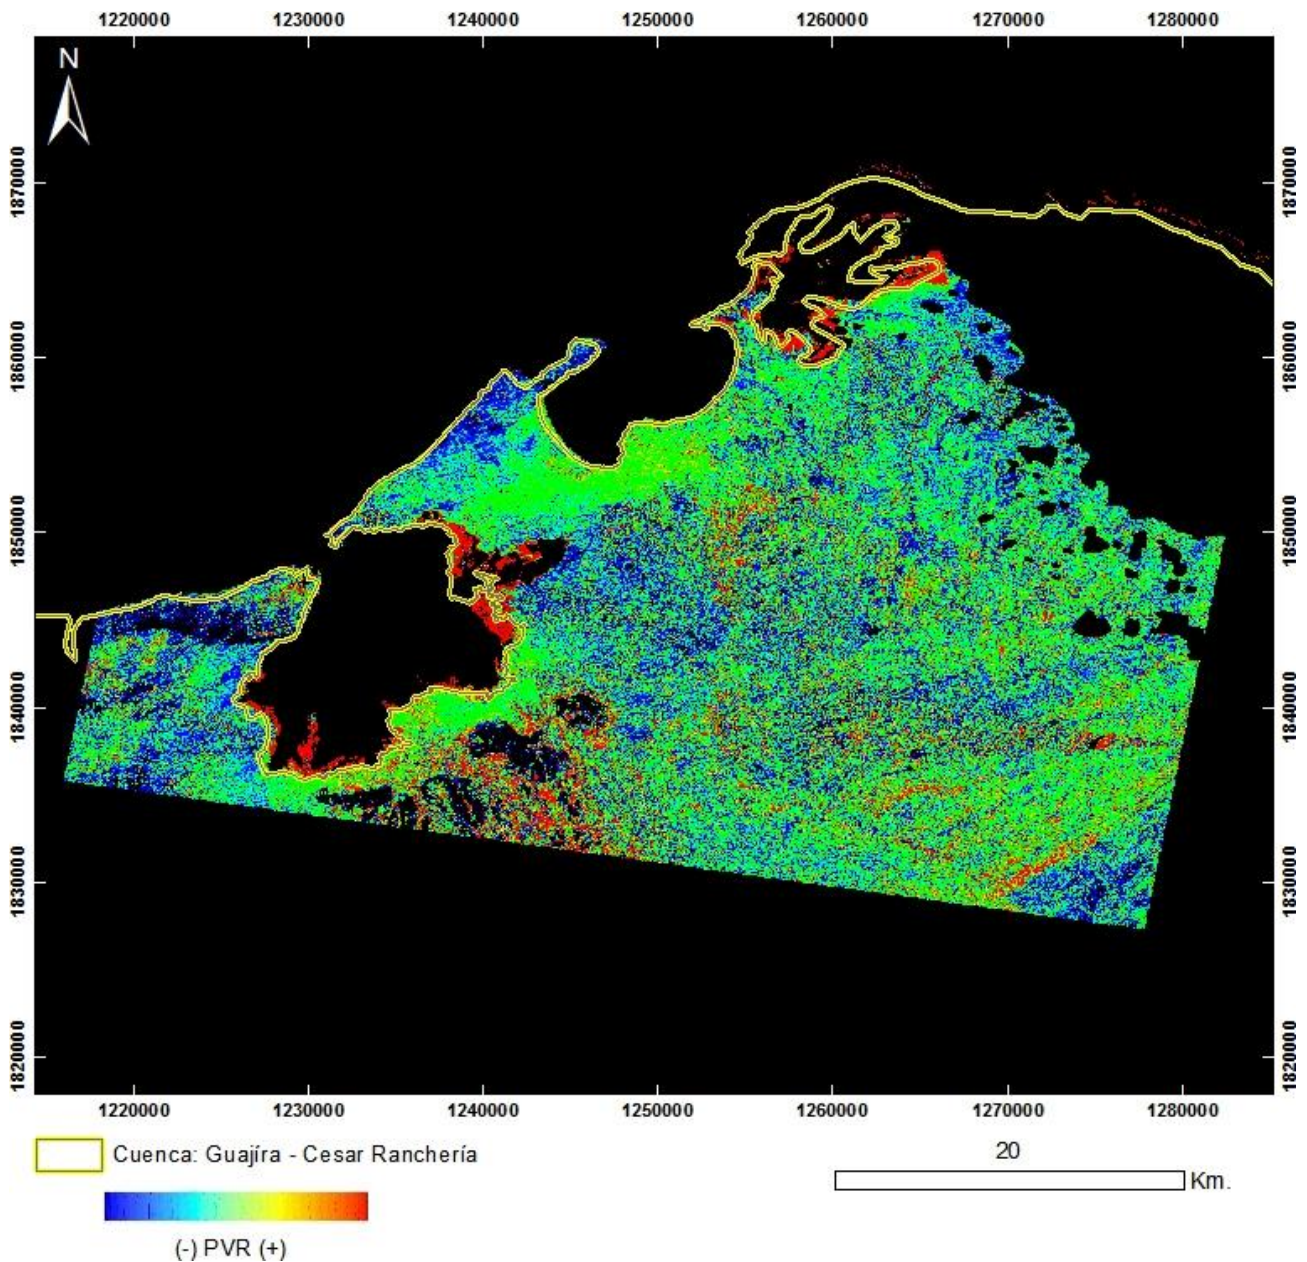 1220000 1230000 1240000 1250000 1260000 1270000 1280000
N
1870000 1870000
1860000 1860000
1850000 1850000
1840000 1840000
1830000 1830000
1820000 1820000
1220000 1230000 1240000 1250000 1260000 1270000 1280000
Cuenca: Guajíra - Cesar Ranchería
20
Km.
(-) PVR (+)